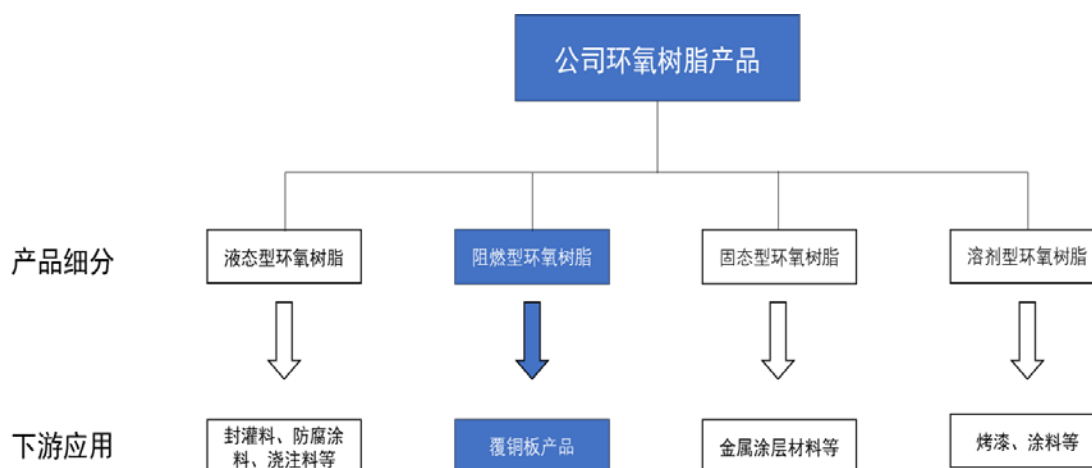 公司环氧树脂产品
产品细分
液态型环氧树脂
阻燃型环氧树脂
固态型环氧树脂
溶剂型环氧树脂
下游应用
封灌料、防腐涂
料、浇注料等
覆铜板产品
金属涂层材料等
烤漆、涂料等